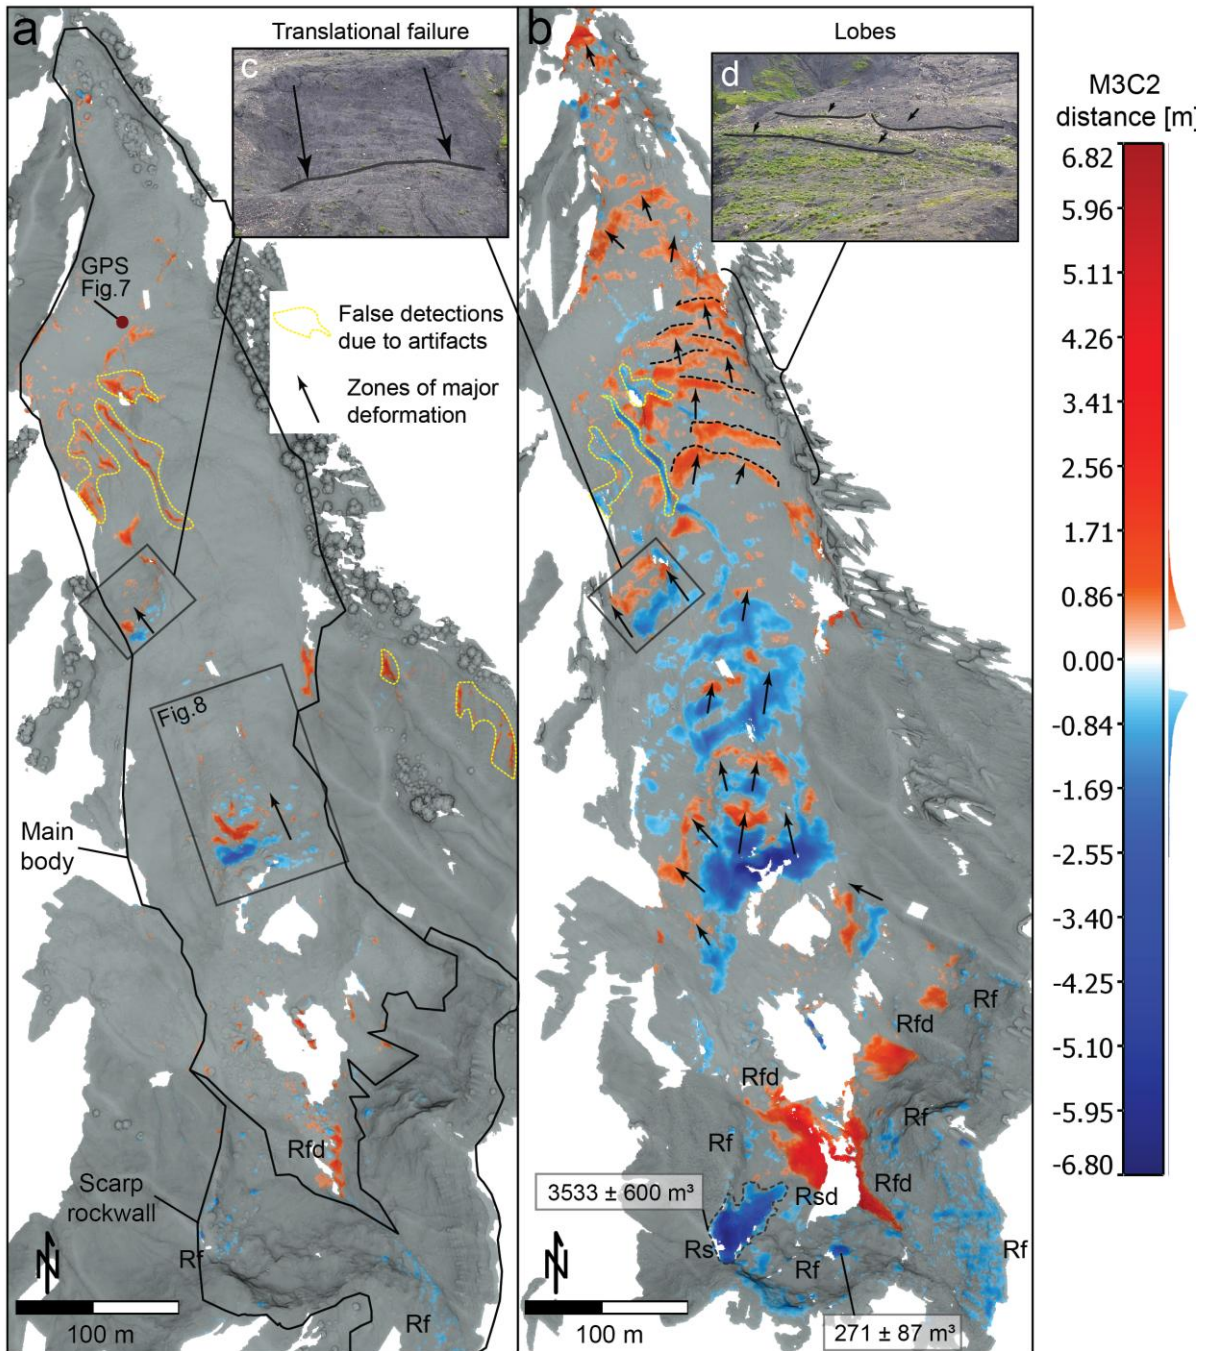 a
Translational failure
c
b
Lobes
d
M3C2
distance [m]
6.82
5.96
5.11
4.26
3.41
2.56
1.71
0.86
0.00
-0.84
-1.69
-2.55
-3.40
-4.25
-5.10
-5.95
-6.80
GPS
Fig.7
False detections
due to artifacts
Zones of major
deformation
Fig.8
Main
body
Rfd
Scarp
rockwall
Rf
Rf
N
100 m
Rf
Rfd
Rfd
Rf
Rf
3533 ± 600 m³
Rsd
Rfd
Rs
Rf
Rf
N
100 m
271 ± 87 m³